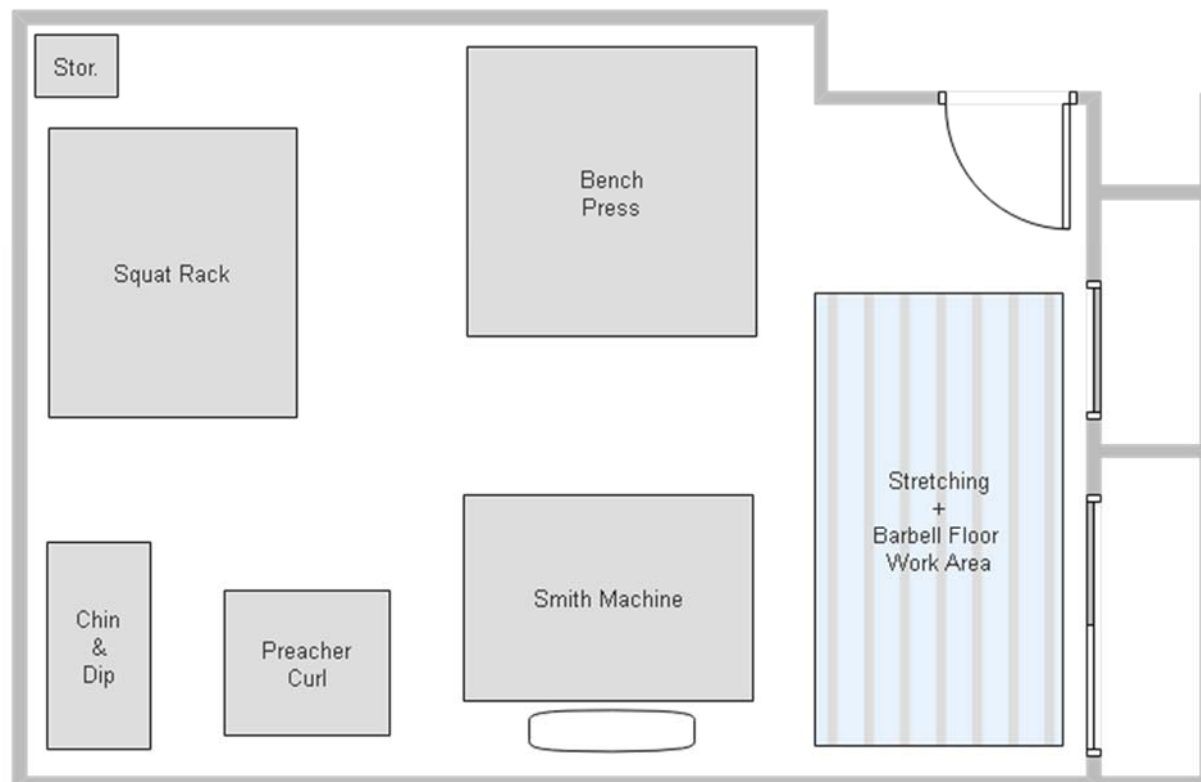 Stor.
Bench
Press
Squat Rack
Stretching
+
Barbell Floor
Work Area
Smith Machine
Chin
&
Dip
Preacher
Curl